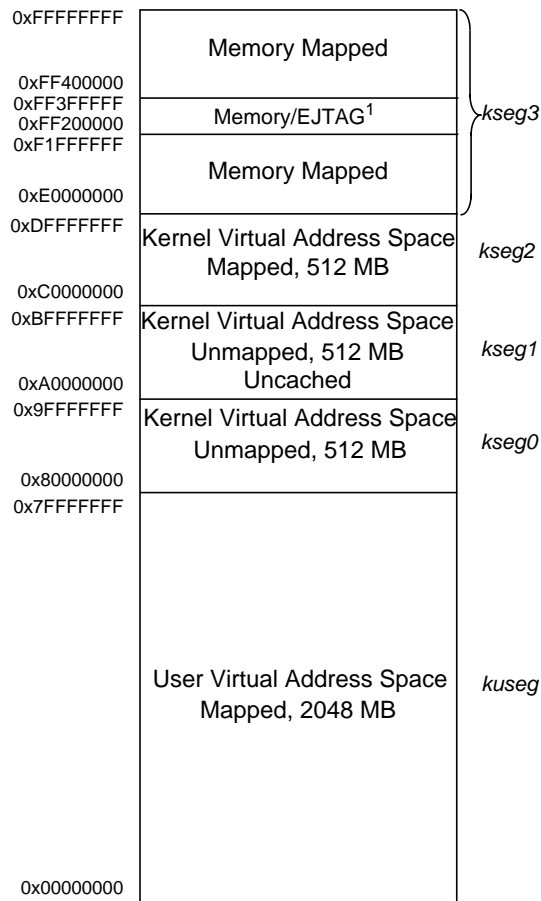 0xFFFFFFFF
Memory Mapped
0xFF400000
0xFF3FFFFF
Memory/EJTAG1
kseg3
0xFF200000
0xF1FFFFFF
Memory Mapped
0xE0000000
0xDFFFFFFF
Kernel Virtual Address Space
Mapped, 512 MB
kseg2
0xC0000000
0xBFFFFFFF
Kernel Virtual Address Space
Unmapped, 512 MB
Uncached
kseg1
0xA0000000
0x9FFFFFFF
Kernel Virtual Address Space
Unmapped, 512 MB
kseg0
0x80000000
0x7FFFFFFF
User Virtual Address Space
Mapped, 2048 MB
kuseg
0x00000000